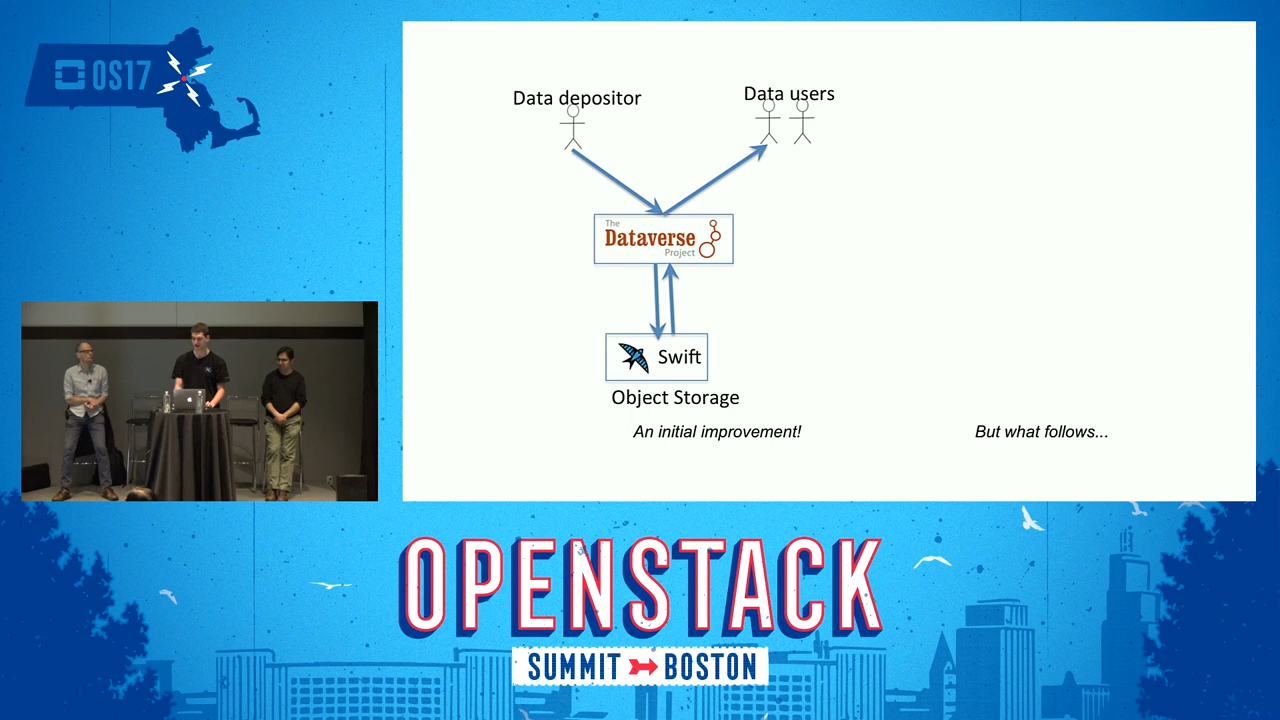 OS17
Data depositor
Data users
The
Dataverse
Project
Swift
Object Storage
An initial improvement!
But what follows...
OPENSTACK
SUMMIT BOSTON